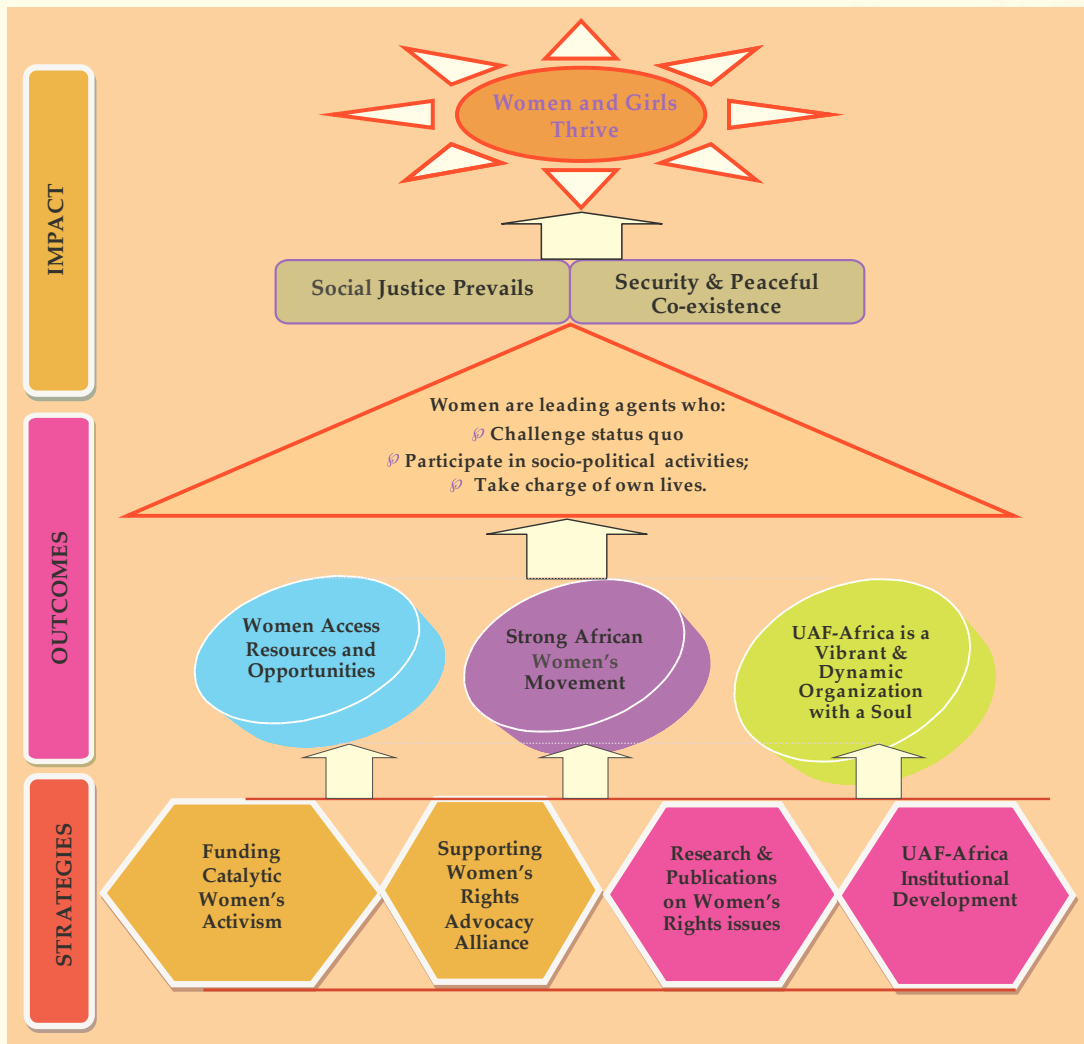 IMPACT
Women and Girls
Thrive
Social Justice Prevails
Security & Peaceful
Co-existence
OUTCOMES
Women are leading agents who:
℘ Challenge status quo
℘ Participate in socio-political activities;
℘ Take charge of own lives.
Women Access
Resources and
Opportunities
Strong African
Women’s
Movement
UAF-Africa is a
Vibrant &
Dynamic
Organization
with a Soul
STRATEGIES
Funding
Catalytic
Women’s
Activism
Supporting
Women’s
Rights
Advocacy
Alliance
Research &
Publications
on Women’s
Rights issues
UAF-Africa
Institutional
Development